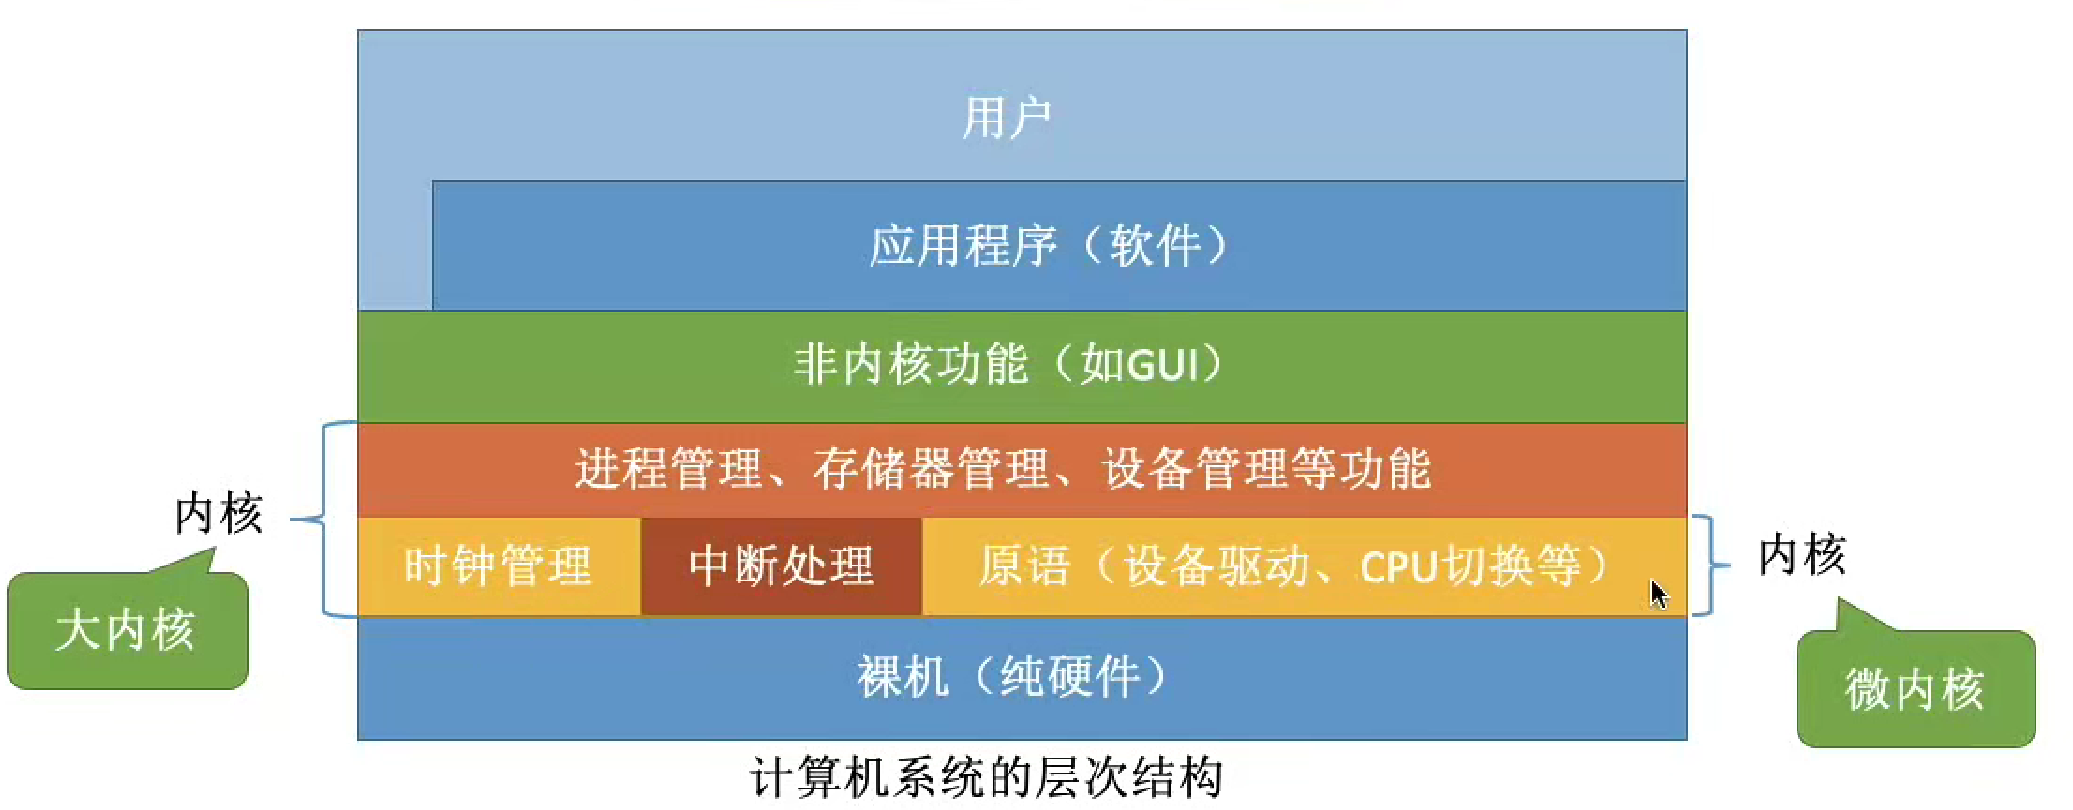 用户
应用程序（软件）
非内核功能（如GUI）
进程管理、存储器管理、设备管理等功能
内核
时钟管理
中断处理
原语（设备驱动、CPU切换等）
内核
大内核
裸机（纯硬件）
微内核
计算机系统的层次结构